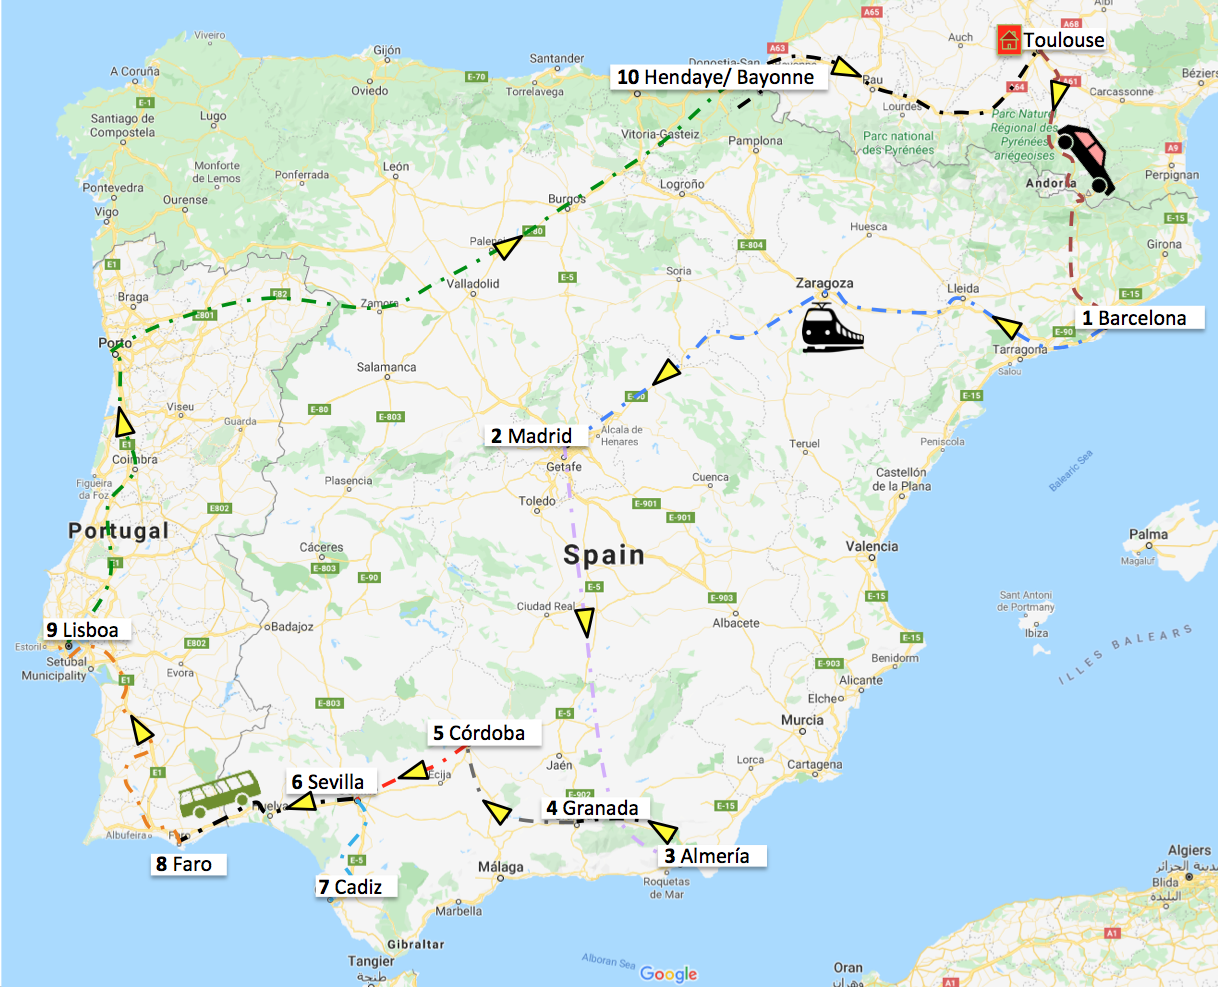 Viveiro
A65
Albi
A68
Auch
Toulouse
A63
Gijón
Santander
Donostia-San
A Coruña
E-70
10 Hendaye/ Bayonne
Pau
A61
Béziers
Oviedo
Torrelavega
A64
Carcassonne
E-1
Lourdes
Lugo
Santiago de
Compostela
Vitoria-Gasteiz
Pamplona
Parc national
des Pyrénées
Parc Nature
Régional des
Pyrénées
ariégeoises
A9
Monforte
de Lemos
León
Ponferrada
Perpignan
Pontevedra
Logroño
Andorra
Ourense
Burgos
Vigo
E-15
Huesca
E-80
Palencia
E-804
Girona
E1
Soria
E-5
Zaragoza
Valladolid
Lleida
Braga
E82
Zamora
E-15
E801
1 Barcelona
E-90
Porto
Tarragona
Salou
Salamanca
E-90
E-15
Viseu
E-80
E-803
Guarda
2 Madrid
Alcala de
Henares
Peniscola
E1
Teruel
Coimbra
Getafe
Balearic Sea
Cuenca
Castellón
de la Plana
Figueira
da Foz
Plasencia
Toledo
E802
E-901
E-901
Portugal
Palma
Cáceres
Spain
Valencia
Magaluf
E1
E-803
E-90
E-5
E-903
E-15
Sant Antoni
de Portmany
Ciudad Real
Albacete
9 Lisboa
Badajoz
Ibiza
Estoril
E802
E-15
ILLES BALEARS
Setúbal
Municipality
Evora
E-903
Benidorm
E1
Alicante
E-803
Elche
E-5
Murcia
5 Córdoba
Jaén
Lorca
Cartagena
E1
6 Sevilla
Ecija
E-902
Huelva
4 Granada
E-15
Albufeira
Faro
3 Almería
Algiers
الجزائر
8 Faro
E-5
Málaga
7 Cadiz
Roquetas
de Mar
Blida
البليدة
Marbella
A1
Gibraltar
Tangier
طنجة
Alboran Sea
Google
Oran
وهران
A1